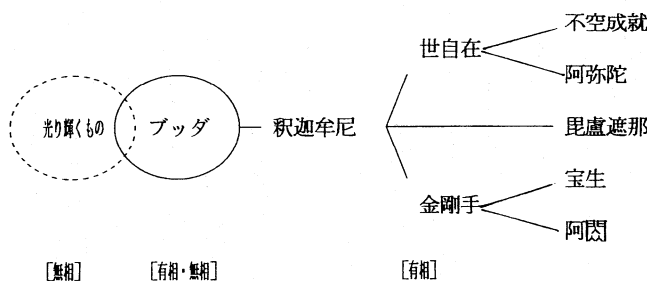 不空成就
世自在
阿弥陀
光り輝くもの
ブッダ
釈迦牟尼
毘盧遮那
宝生
金剛手
阿閦
[無相]
[有相・無相]
[有相]